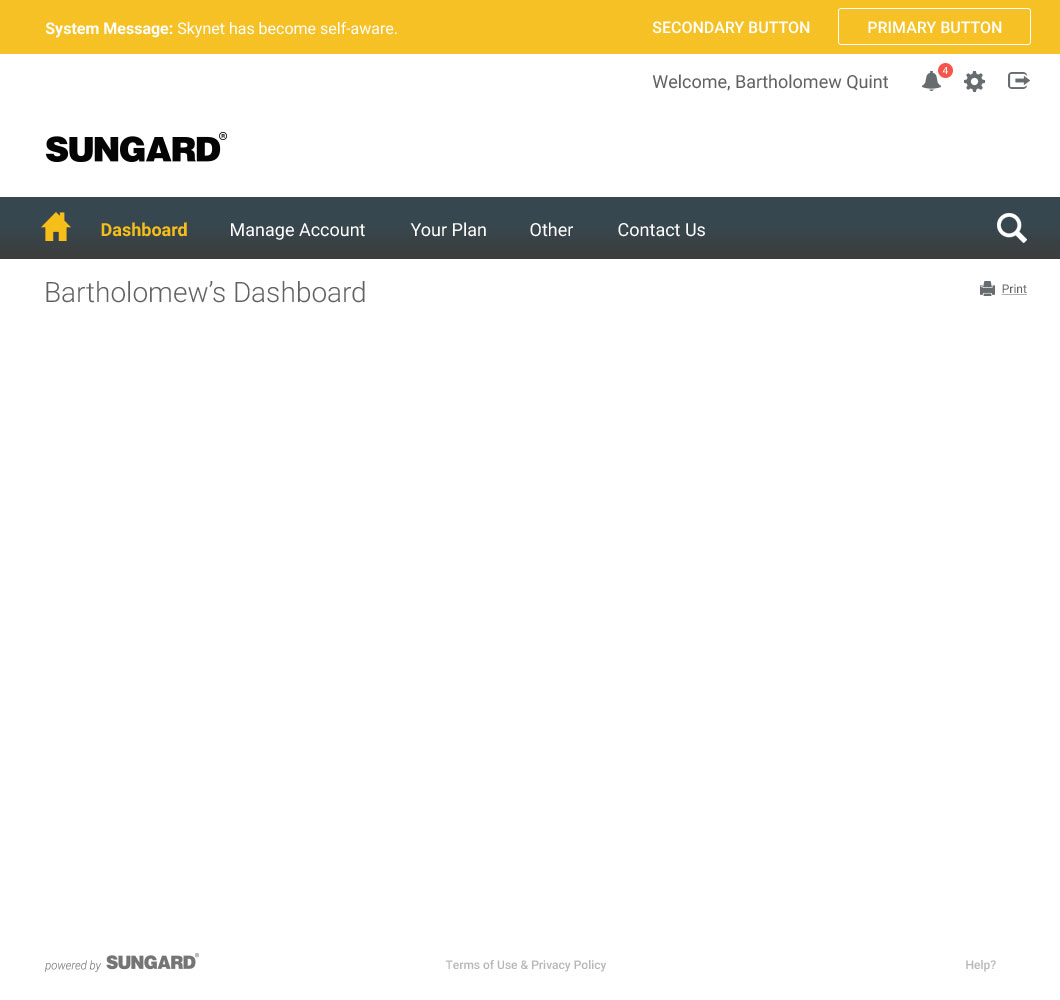 System Message: Skynet has become self-aware. SECONDARY BUTTON PRIMARY BUTTON
Welcome, Bartholomew Quint 4
SUNGARD®
Dashboard Manage Account Your Plan Other Contact Us
Bartholomew’s Dashboard Print
powered by SUNGARD® Terms of Use & Privacy Policy Help?